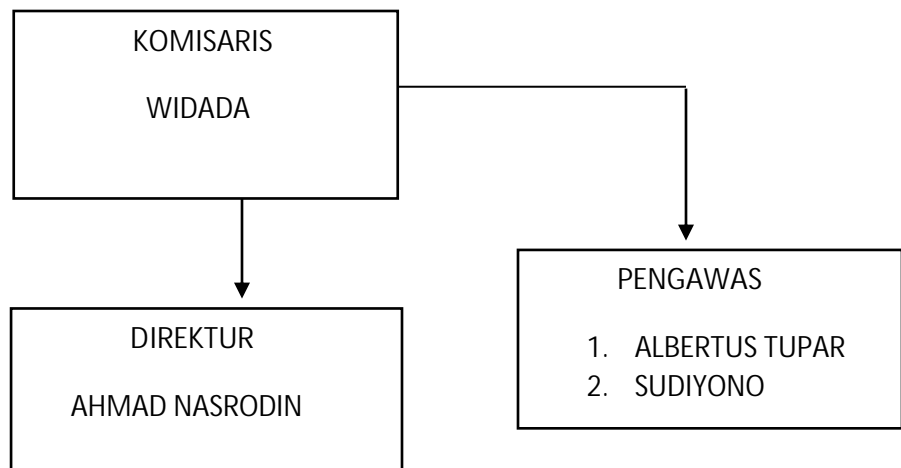 KOMISARIS
WIDADA
PENGAWAS
1. ALBERTUS TUPAR
2. SUDIYONO
DIREKTUR
AHMAD NASRODIN